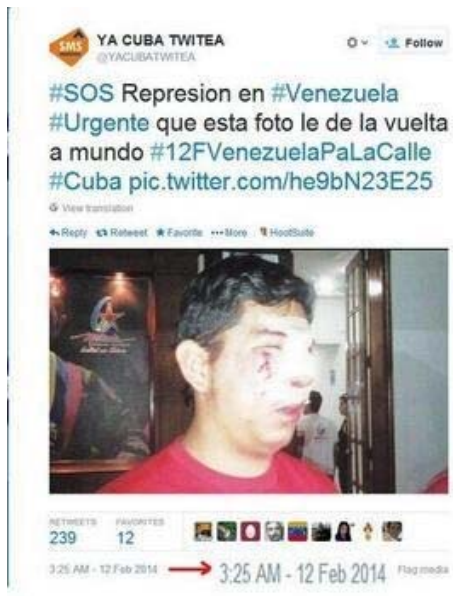 SMS
YA CUBA TWITEA
@YACUBATWITEA
Follow
#SOS Represion en #Venezuela
#Urgente que esta foto le de la vuelta
a mundo #12FVenezuelaPaLaCalle
#Cuba pic.twitter.com/he9bN23E25
View translation
Reply Retweet Favorite More HootSuite
RETWEETS FAVORITES
239 12
3:25 AM - 12 Feb 2014 3:25 AM - 12 Feb 2014 Flag media